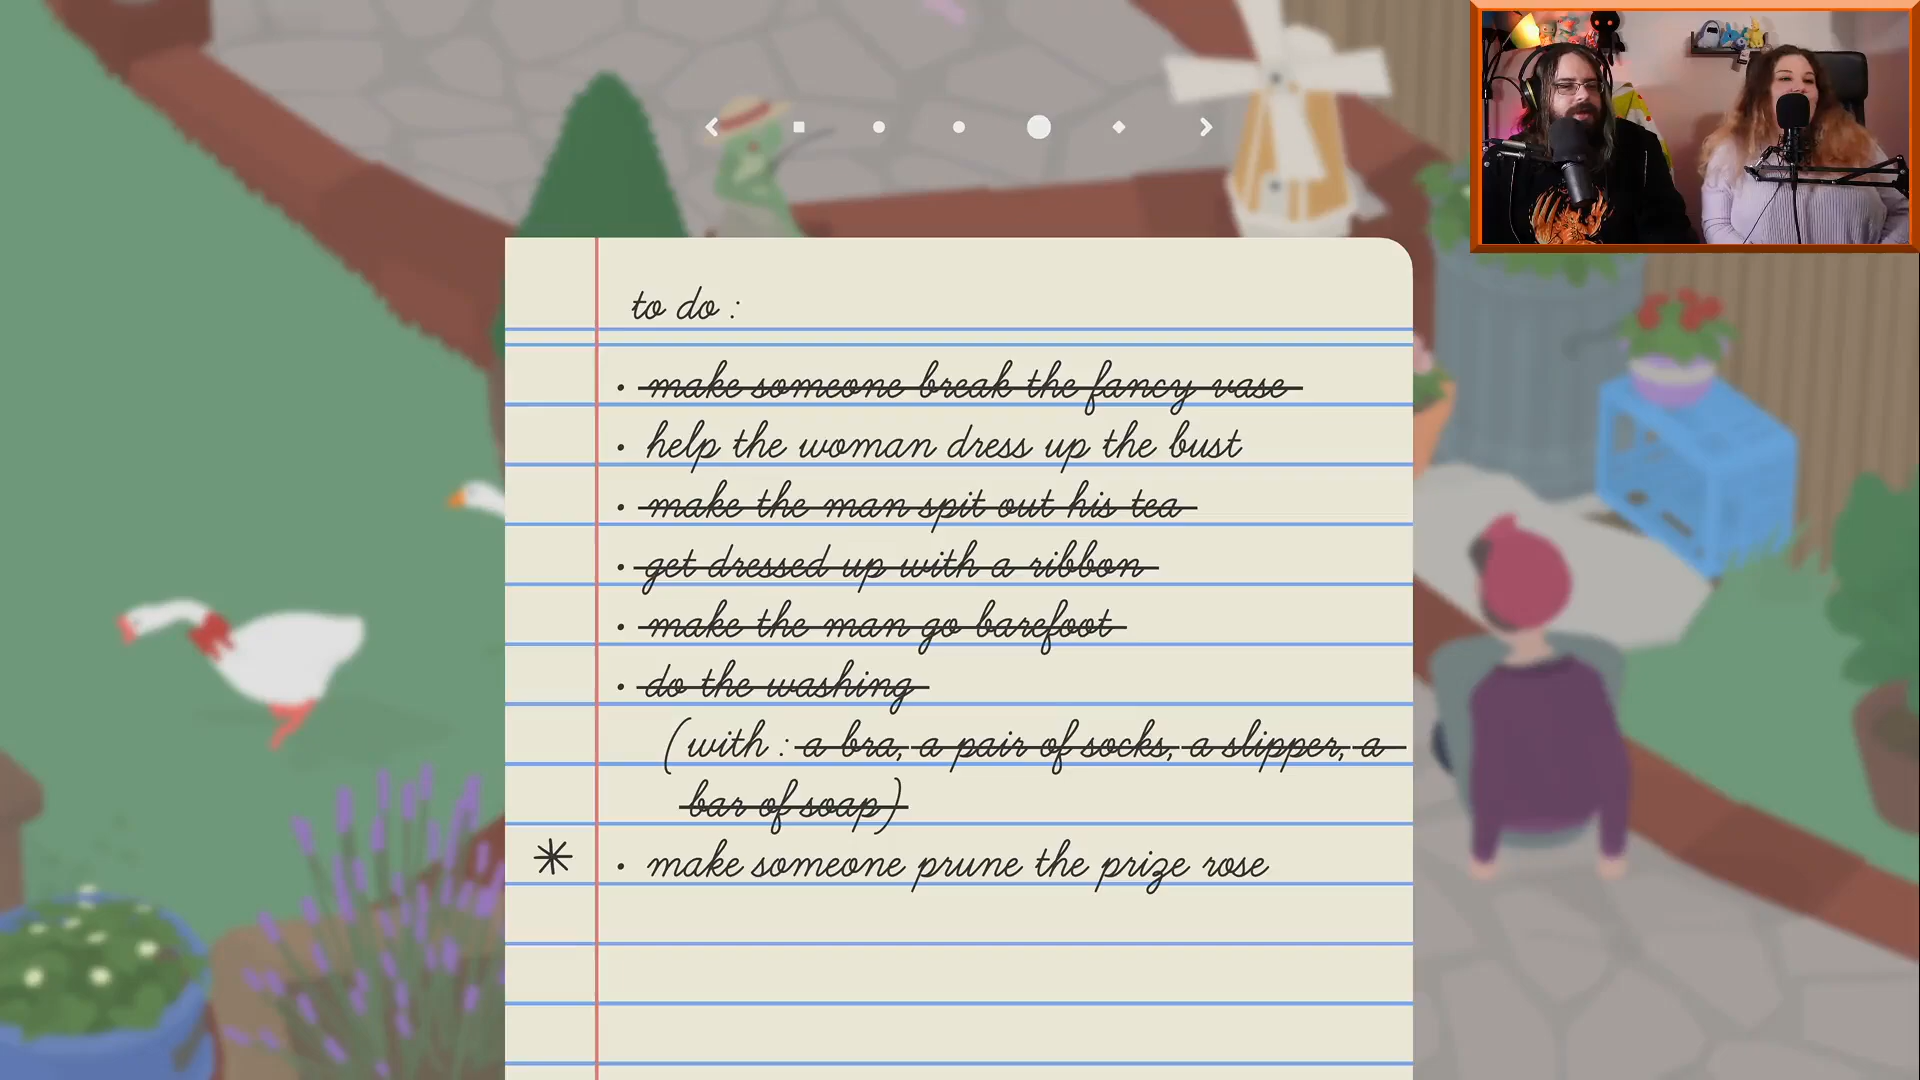 to do :
• make someone break the fancy vase
• help the woman dress up the bust
• make the man spit out his tea
• get dressed up with a ribbon
• make the man go barefoot
• do the washing
(with : a bra, a pair of socks, a slipper, a
bar of soap)
* • make someone prune the prize rose